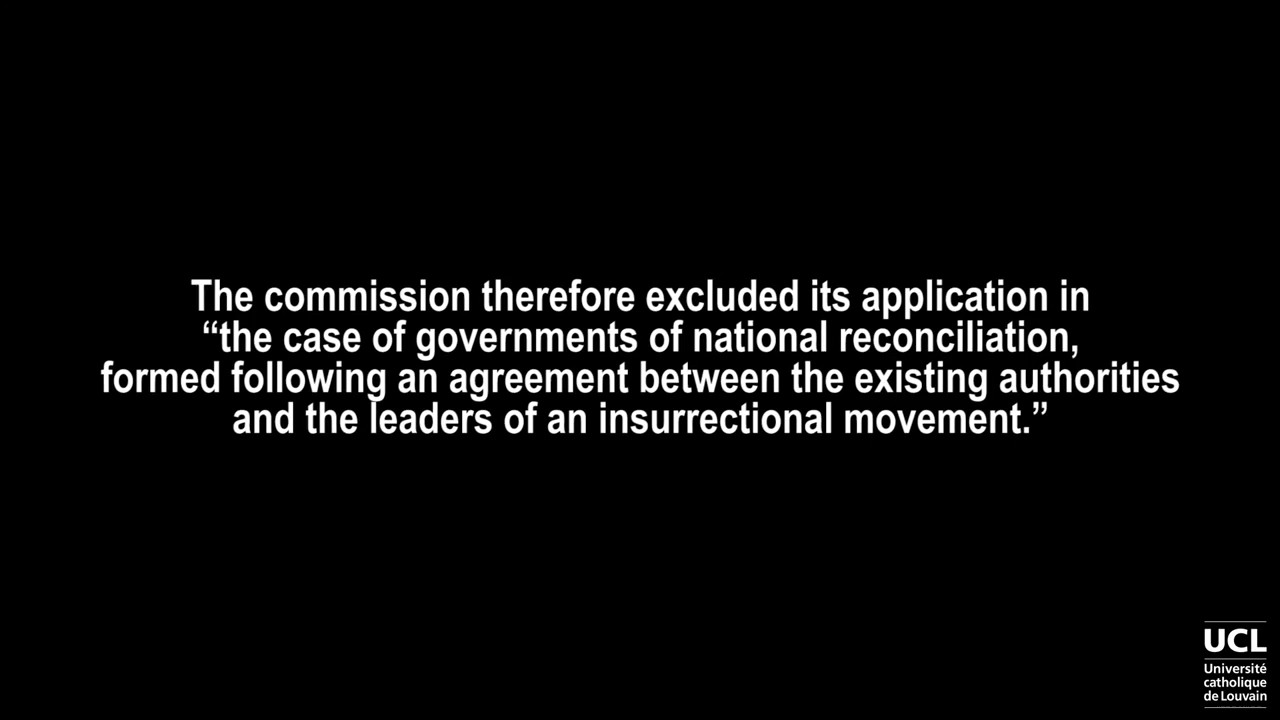 The commission therefore excluded its application in
“the case of governments of national reconciliation,
formed following an agreement between the existing authorities
and the leaders of an insurrectional movement.”
UCL
Université
catholique
de Louvain